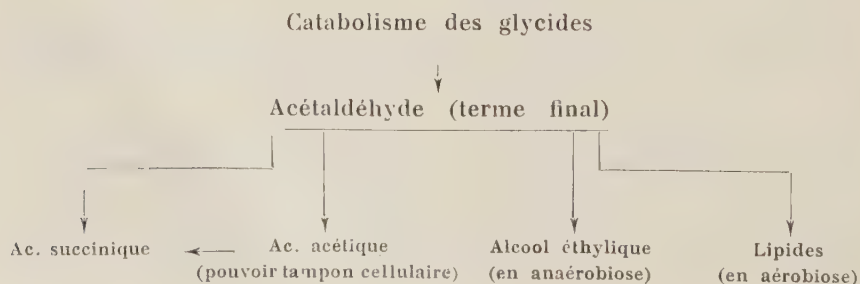 Catabolisme des glycides
Acétaldéhyde (terme final)
Ac. succinique
Ac. acétique
(pouvoir tampon cellulaire)
Alcool éthylique
(en anaérobiose)
Lipides
(en aérobiose)